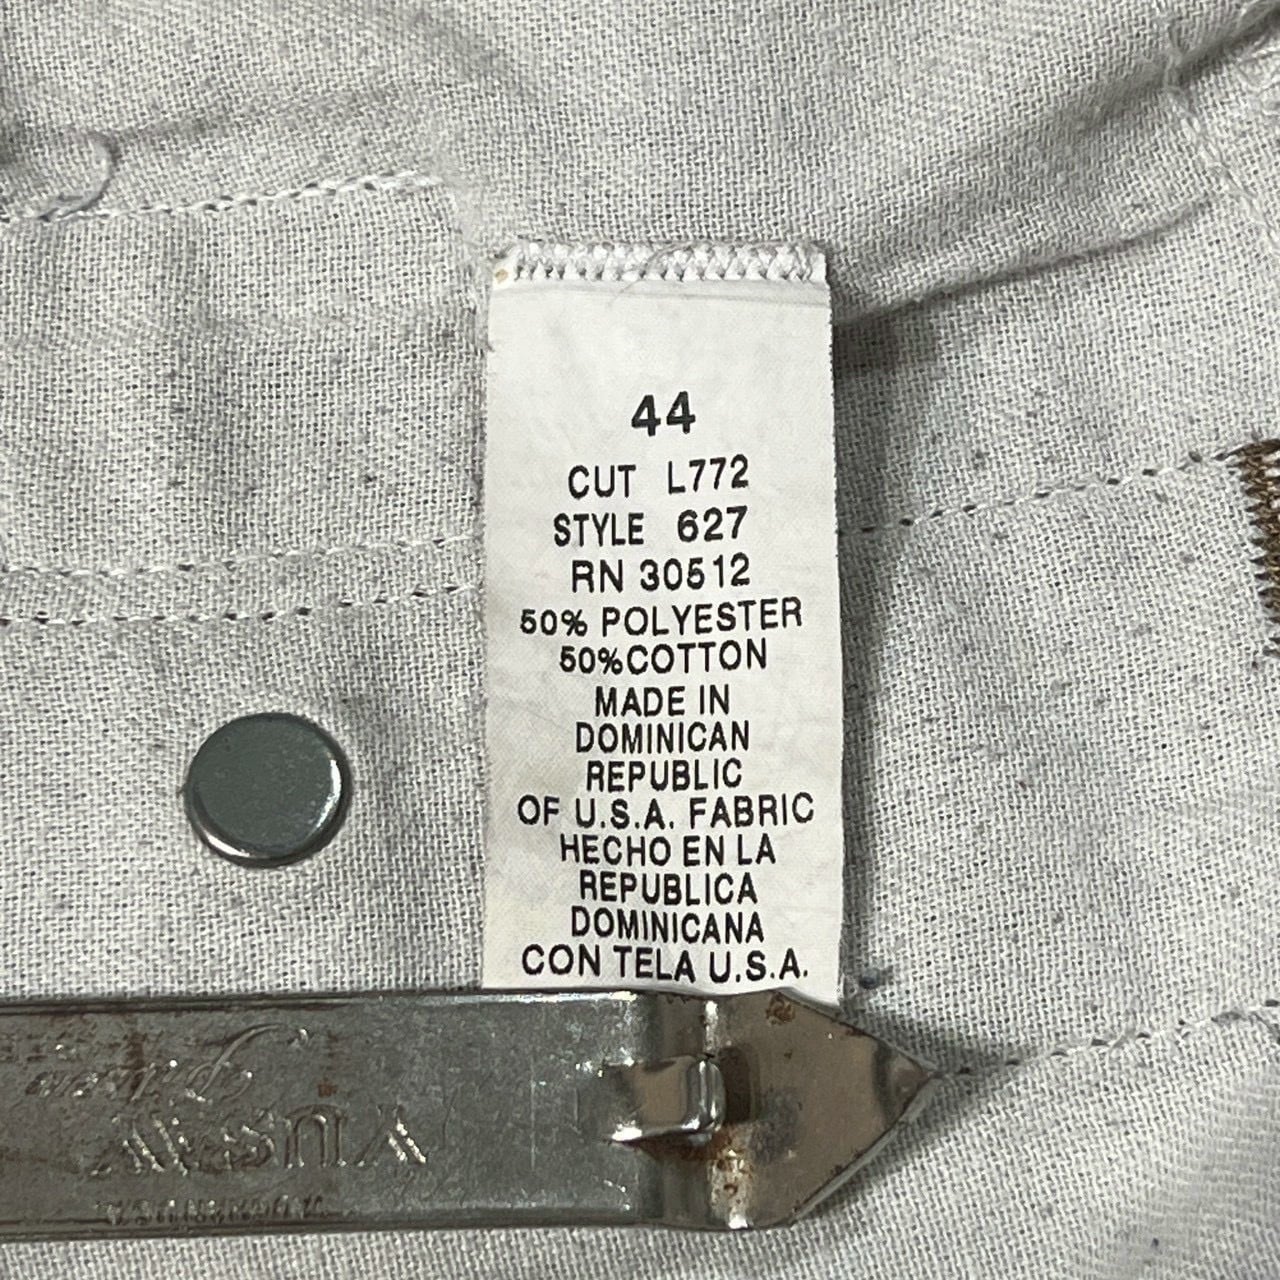 44
CUT L772
STYLE 627
RN 30512
50% POLYESTER
50%COTTON
MADE IN
DOMINICAN
REPUBLIC
OF U.S.A. FABRIC
HECHO EN LA
REPUBLICA
DOMINICANA
CON TELA U.S.A.